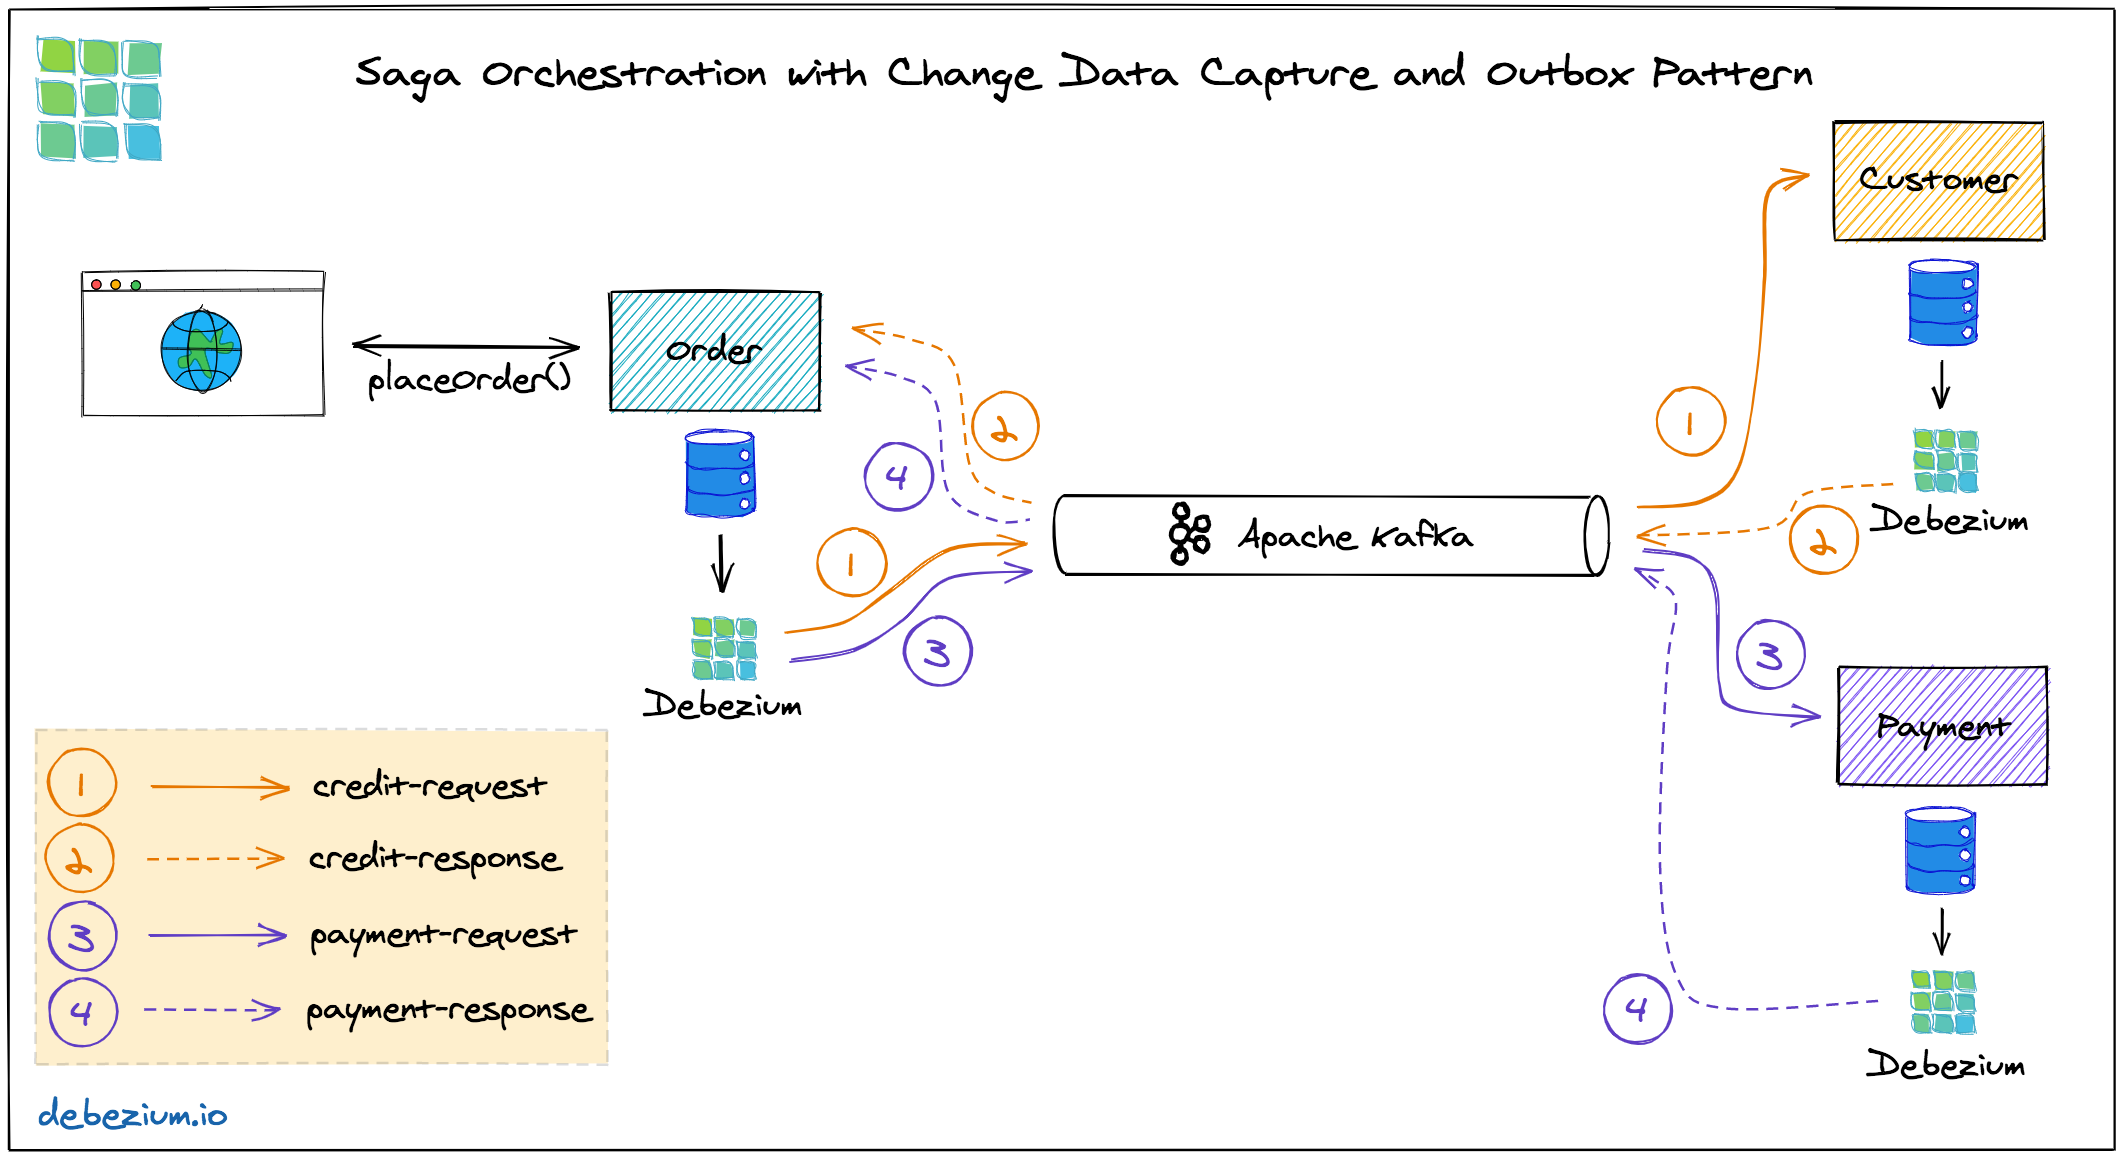 Saga Orchestration with Change Data Capture and Outbox Pattern
Customer
Order
placeOrder()
2
1
4
Debezium
Apache Kafka
2
1
3
3
Debezium
Payment
1 credit-request
2 credit-response
3 payment-request
4 payment-response
4
Debezium
debezium.io